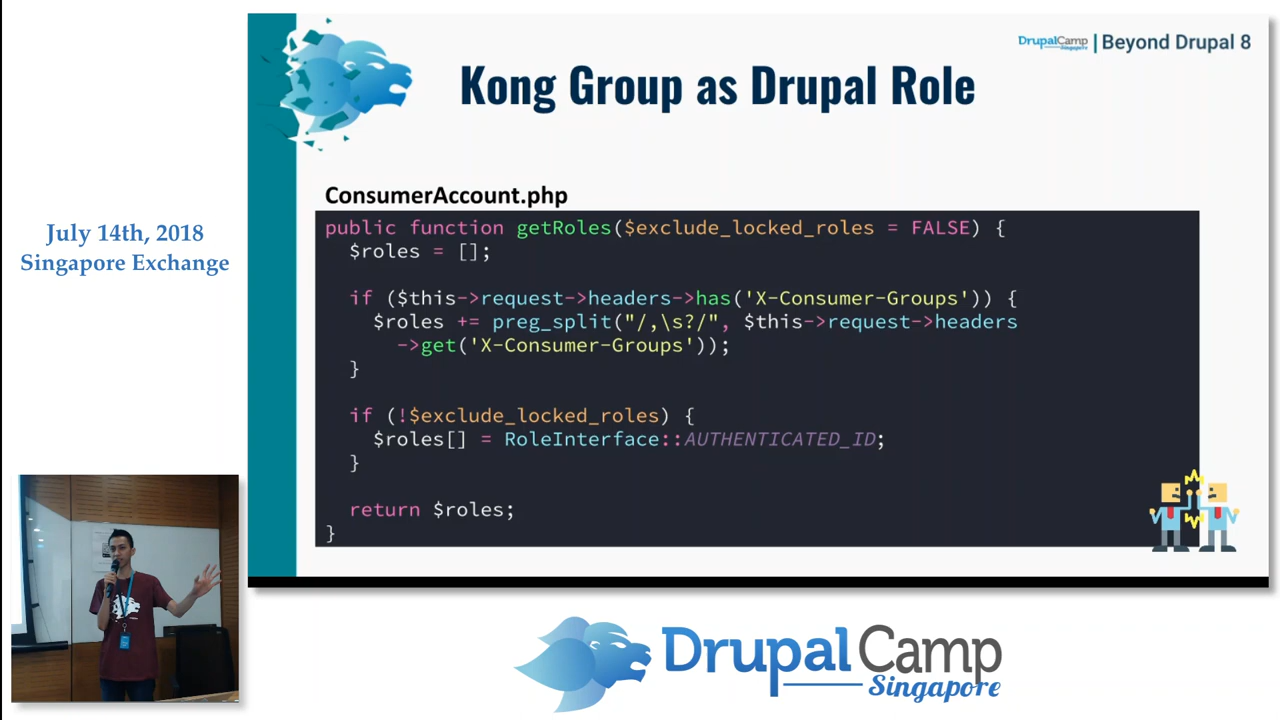 DrupalCamp
Singapore
| Beyond Drupal 8
Kong Group as Drupal Role
July 14th, 2018
Singapore Exchange
ConsumerAccount.php
public function getRoles($exclude_locked_roles = FALSE) {
$roles = [];
if ($this->request->headers->has('X-Consumer-Groups')) {
$roles += preg_split("/,\s?/", $this->request->headers
->get('X-Consumer-Groups'));
}
if (!$exclude_locked_roles) {
$roles[] = RoleInterface::AUTHENTICATED_ID;
}
return $roles;
}
DrupalCamp
Singapore